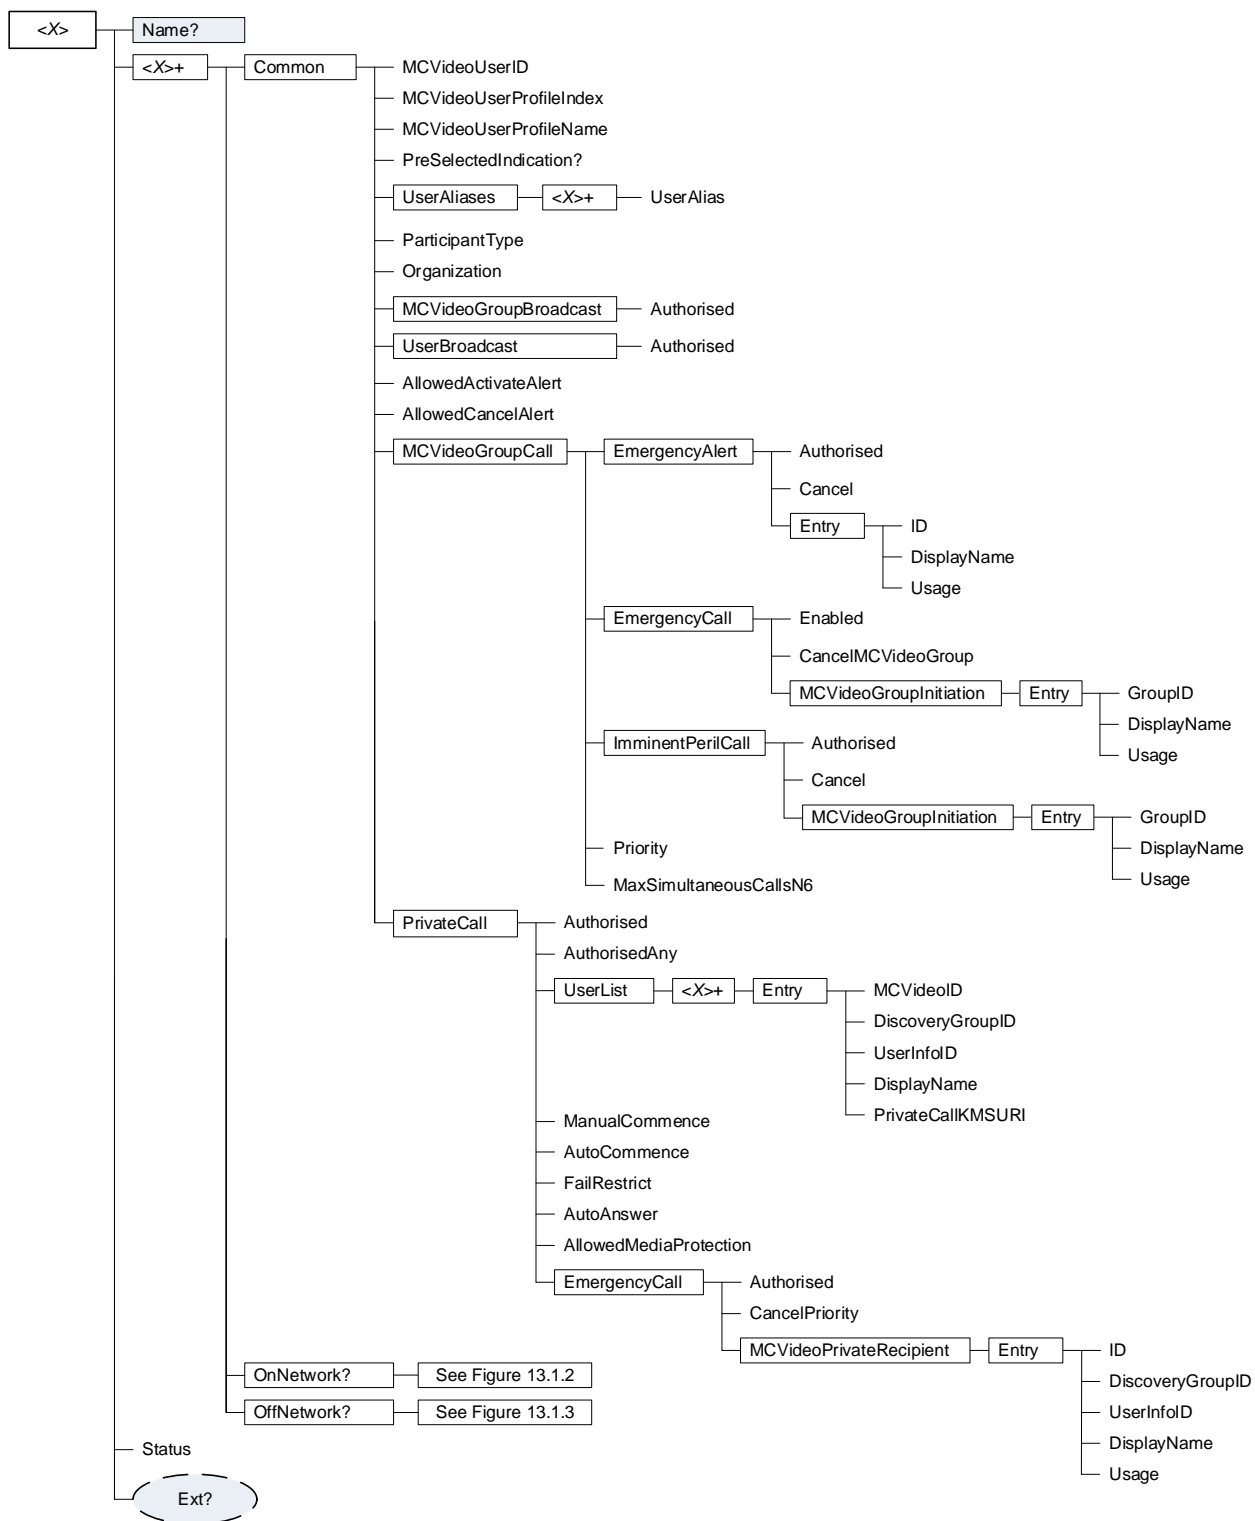 <X>
Name?
<X>+
Common
MCVideoUserID
MCVideoUserProfileIndex
MCVideoUserProfileName
PreSelectedIndication?
UserAliases
<X>+
UserAlias
ParticipantType
Organization
MCVideoGroupBroadcast
Authorised
UserBroadcast
Authorised
AllowedActivateAlert
AllowedCancelAlert
MCVideoGroupCall
EmergencyAlert
Authorised
Cancel
Entry
ID
DisplayName
Usage
EmergencyCall
Enabled
CancelMCVideoGroup
MCVideoGroupInitiation
Entry
GroupID
DisplayName
Usage
ImminentPerilCall
Authorised
Cancel
MCVideoGroupInitiation
Entry
GroupID
DisplayName
Usage
Priority
MaxSimultaneousCallsN6
PrivateCall
Authorised
AuthorisedAny
UserList
<X>+
Entry
MCVideoID
DiscoveryGroupID
UserInfoID
DisplayName
PrivateCallKMSURI
ManualCommence
AutoCommence
FailRestrict
AutoAnswer
AllowedMediaProtection
EmergencyCall
Authorised
CancelPriority
MCVideoPrivateRecipient
Entry
ID
DiscoveryGroupID
UserInfoID
DisplayName
Usage
OnNetwork?
See Figure 13.1.2
OffNetwork?
See Figure 13.1.3
Status
Ext?